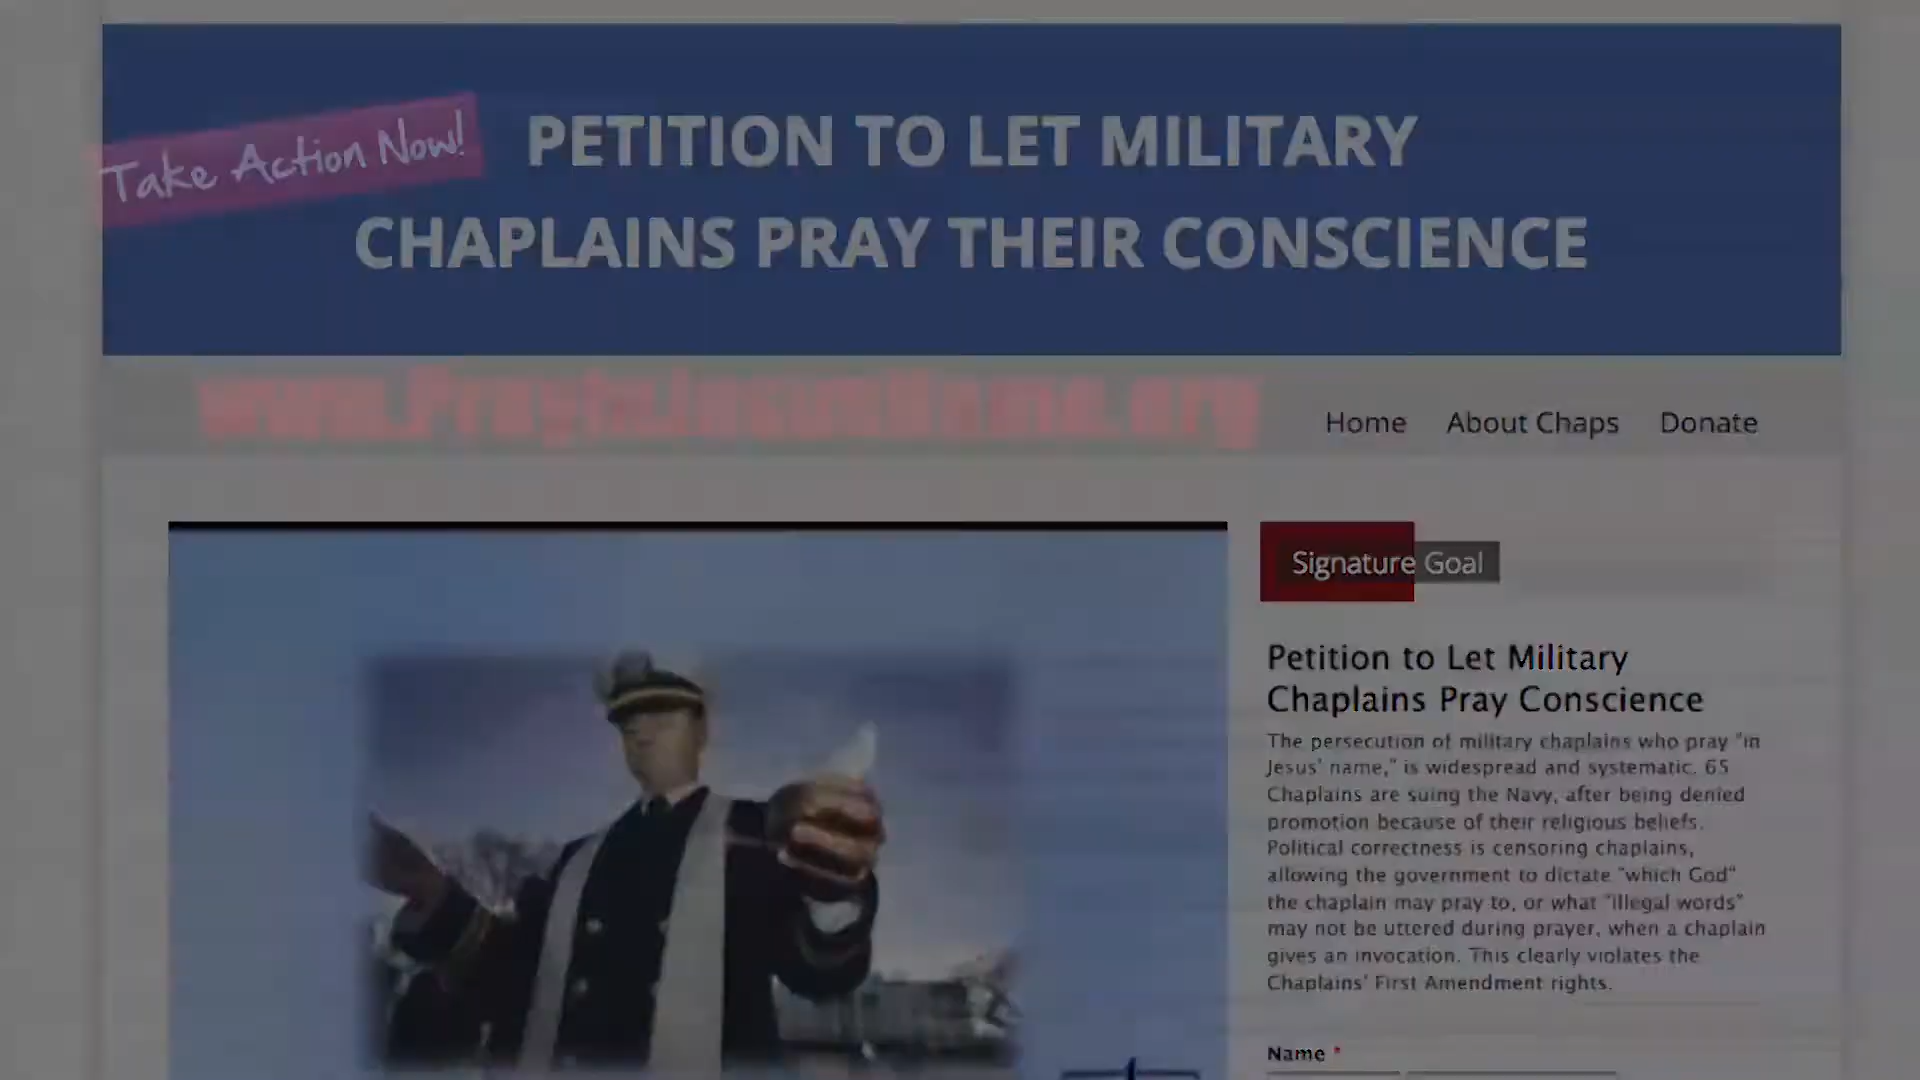 Take Action Now!
PETITION TO LET MILITARY
CHAPLAINS PRAY THEIR CONSCIENCE
www.PrayInJesusName.org
Home About Chaps Donate
Signature Goal
Petition to Let Military
Chaplains Pray Conscience
The persecution of military chaplains who pray "in
Jesus' name," is widespread and systematic. 65
Chaplains are suing the Navy, after being denied
promotion because of their religious beliefs.
Political correctness is censoring chaplains,
allowing the government to dictate "which God"
the chaplain may pray to, or what "illegal words"
may not be uttered during prayer, when a chaplain
gives an invocation. This clearly violates the
Chaplains' First Amendment rights.
Name *